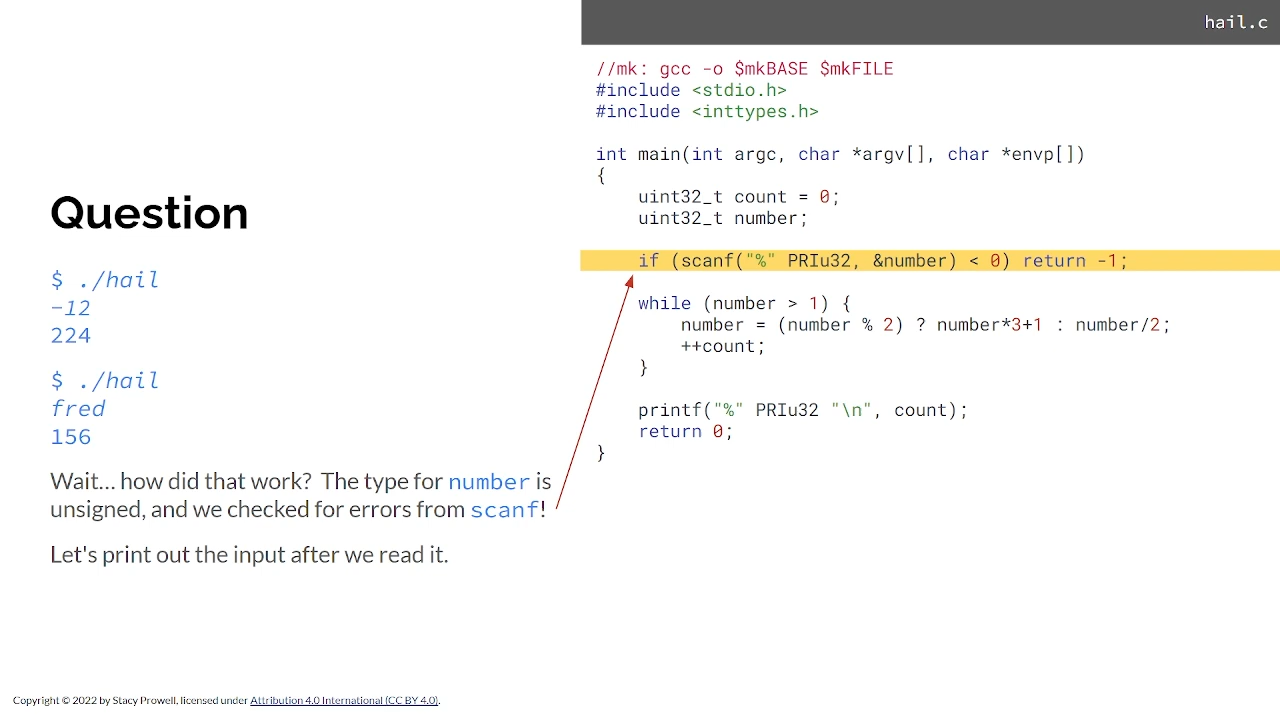 hail.c
Question
$ ./hail
-12
224
$ ./hail
fred
156
Wait... how did that work? The type for number is
unsigned, and we checked for errors from scanf!
Let's print out the input after we read it.
//mk: gcc -o $mkBASE $mkFILE
#include <stdio.h>
#include <inttypes.h>
int main(int argc, char *argv[], char *envp[])
{
    uint32_t count = 0;
    uint32_t number;
    if (scanf("%" PRIu32, &number) < 0) return -1;
    while (number > 1) {
        number = (number % 2) ? number*3+1 : number/2;
        ++count;
    }
    printf("%" PRIu32 "\n", count);
    return 0;
}
Copyright © 2022 by Stacy Prowell, licensed under Attribution 4.0 International (CC BY 4.0).